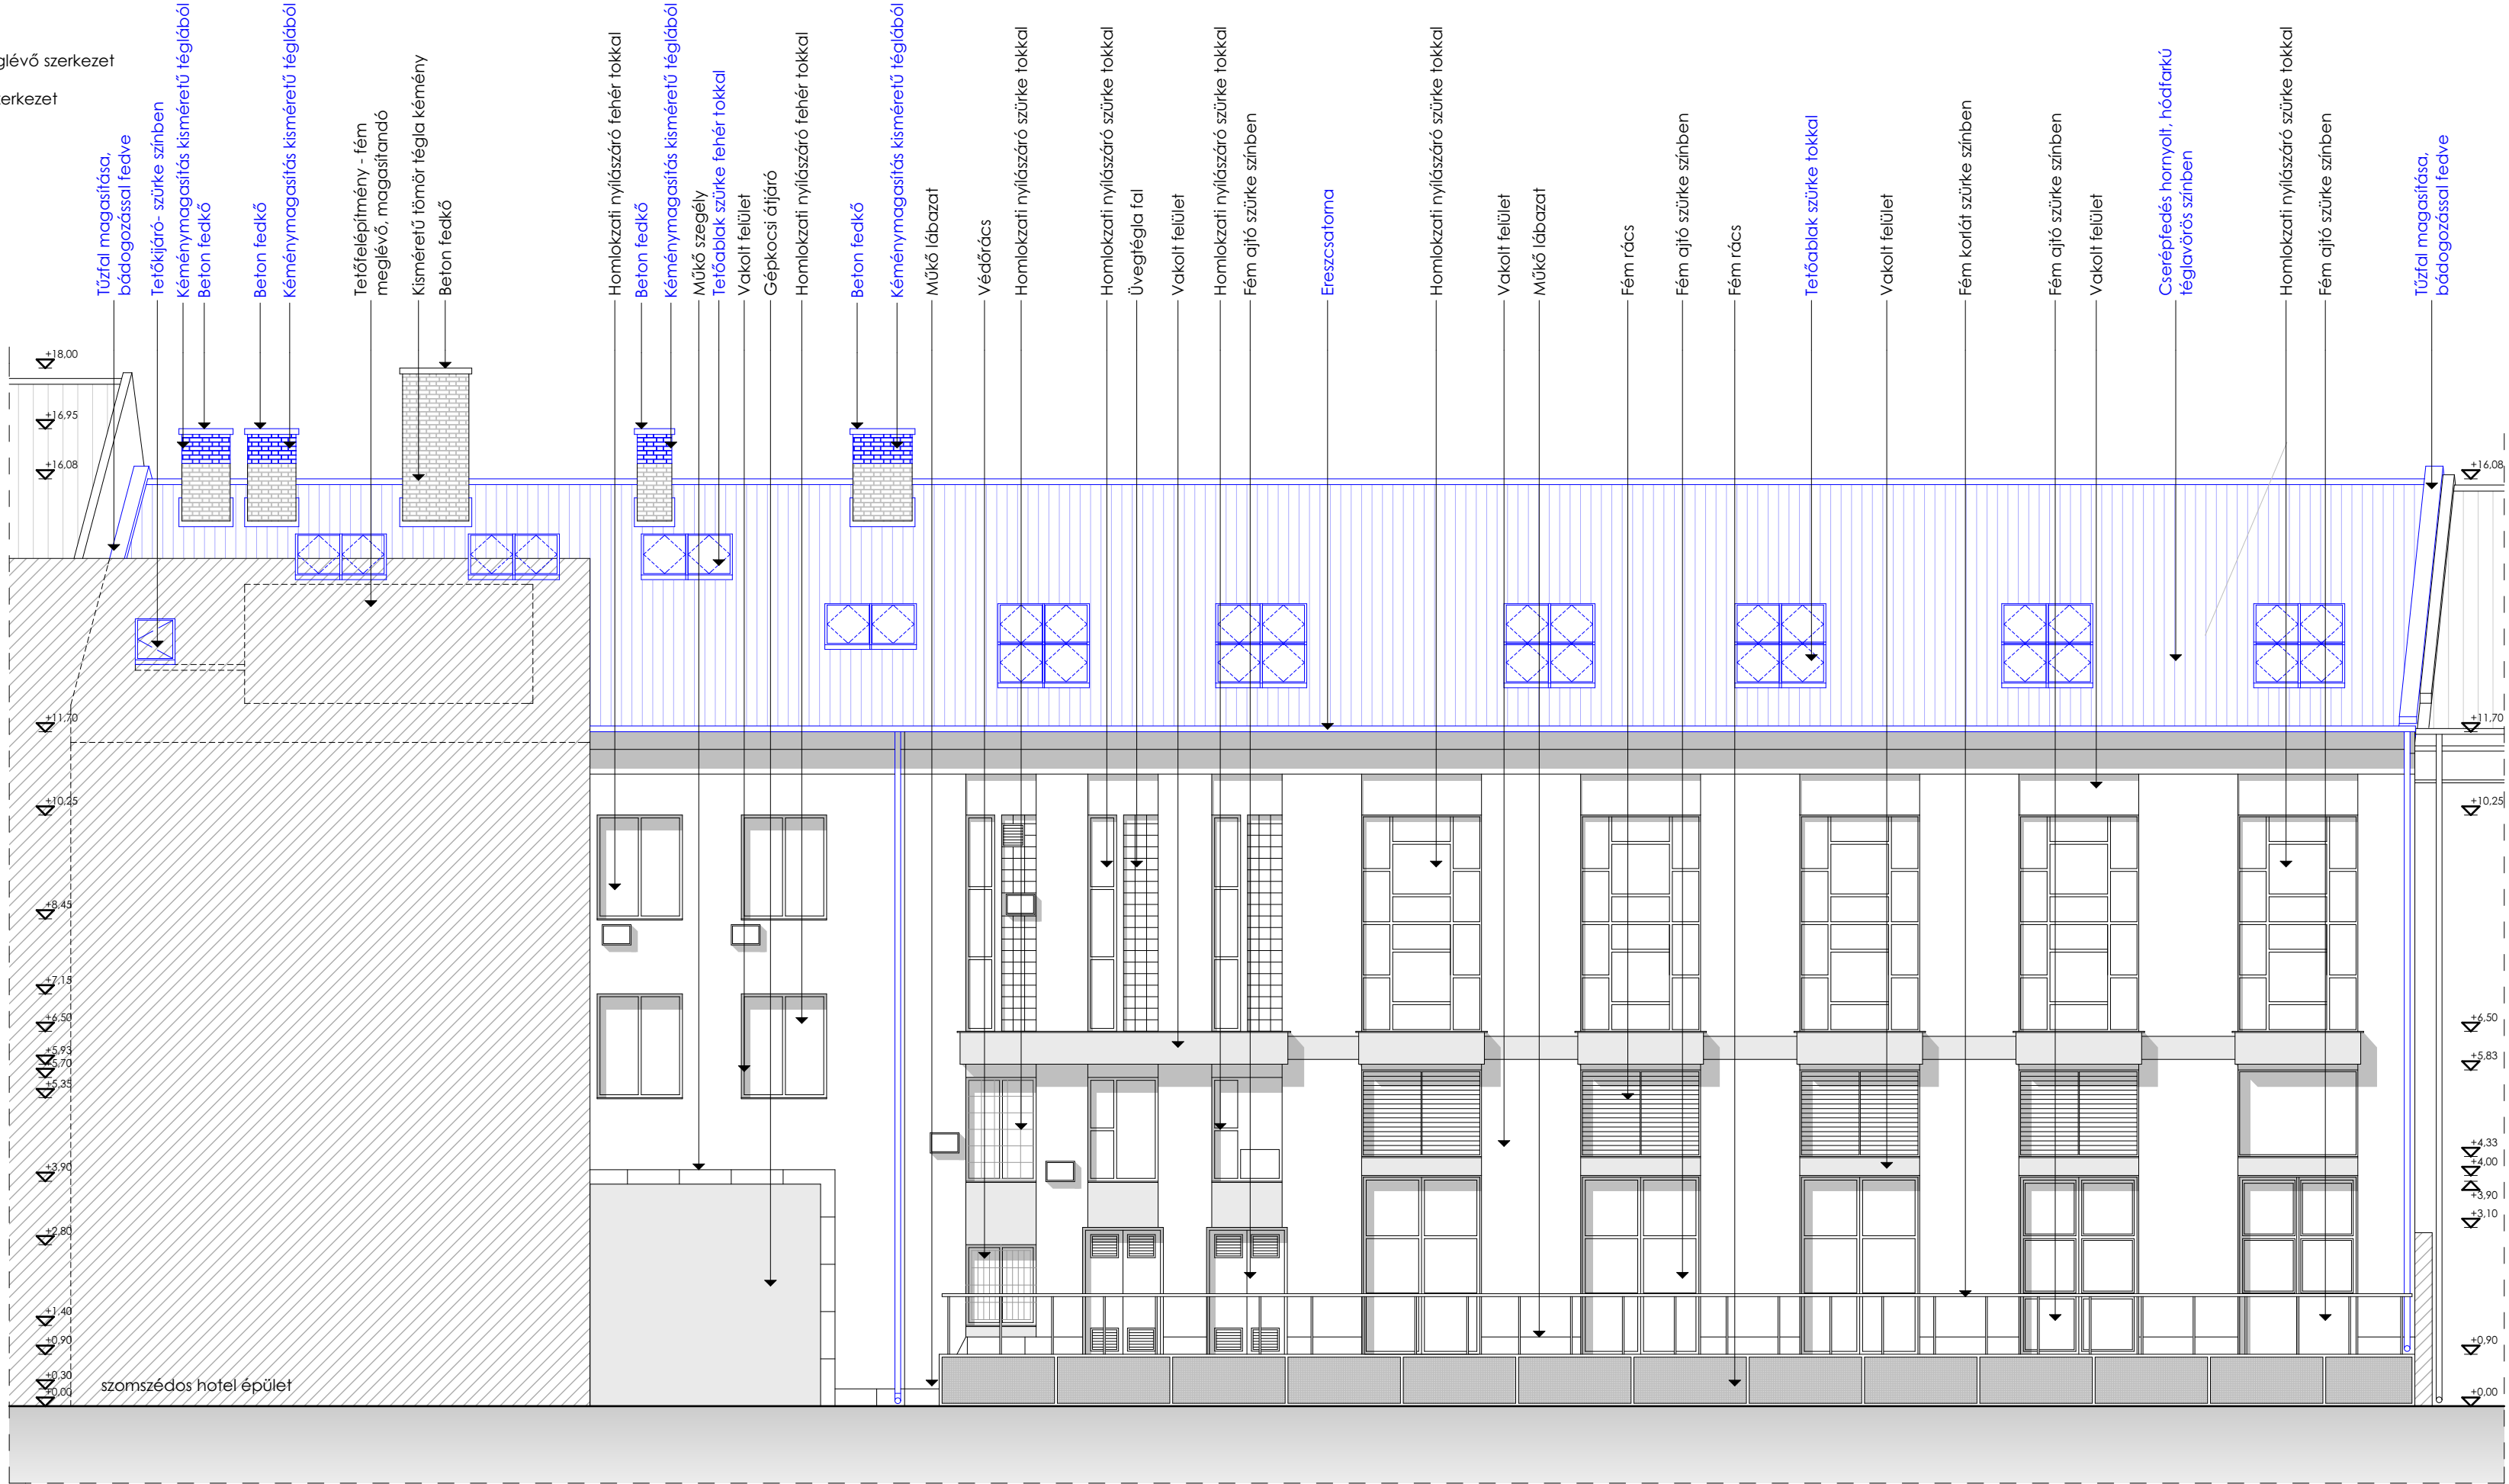 glévő szerkezet
zerkezet
Tűzfal magasítása,
bádogozással fedve
Tetőkijáró- szürke színben
Kéménymagasítás kisméretű téglából
Beton fedkő
Beton fedkő
Kéménymagasítás kisméretű téglából
Tetőfelépítmény - fém
meglévő, magasítandó
Kisméretű tömör tégla kémény
Beton fedkő
Homlokzati nyílászáró fehér tokkal
Beton fedkő
Kéménymagasítás kisméretű téglából
Műkő szegély
Tetőablak szürke fehér tokkal
Vakolt felület
Gépkocsi átjáró
Homlokzati nyílászáró fehér tokkal
Beton fedkő
Kéménymagasítás kisméretű téglából
Műkő lábazat
Védőrács
Homlokzati nyílászáró szürke tokkal
Homlokzati nyílászáró szürke tokkal
Üvegtégla fal
Vakolt felület
Homlokzati nyílászáró szürke tokkal
Fém ajtó szürke színben
Ereszcsatorna
Homlokzati nyílászáró szürke tokkal
Vakolt felület
Műkő lábazat
Fém rács
Fém ajtó szürke színben
Fém rács
Tetőablak szürke tokkal
Vakolt felület
Fém korlát szürke színben
Fém ajtó szürke színben
Vakolt felület
Cserépfedés hornyolt, hódfarkú
téglavörös színben
Homlokzati nyílászáró szürke tokkal
Fém ajtó szürke színben
Tűzfal magasítása,
bádogozással fedve
+18,00
+16,95
+16,08
+11,70
+10,25
+8,45
+7,15
+6,50
+5,93
+5,70
+5,35
+3,90
+2,80
+1,40
+0,90
+0,30
+0,00
szomszédos hotel épület
+16,08
+11,70
+10,25
+6,50
+5,83
+4,33
+4,00
+3,90
+3,10
+0,90
+0,00